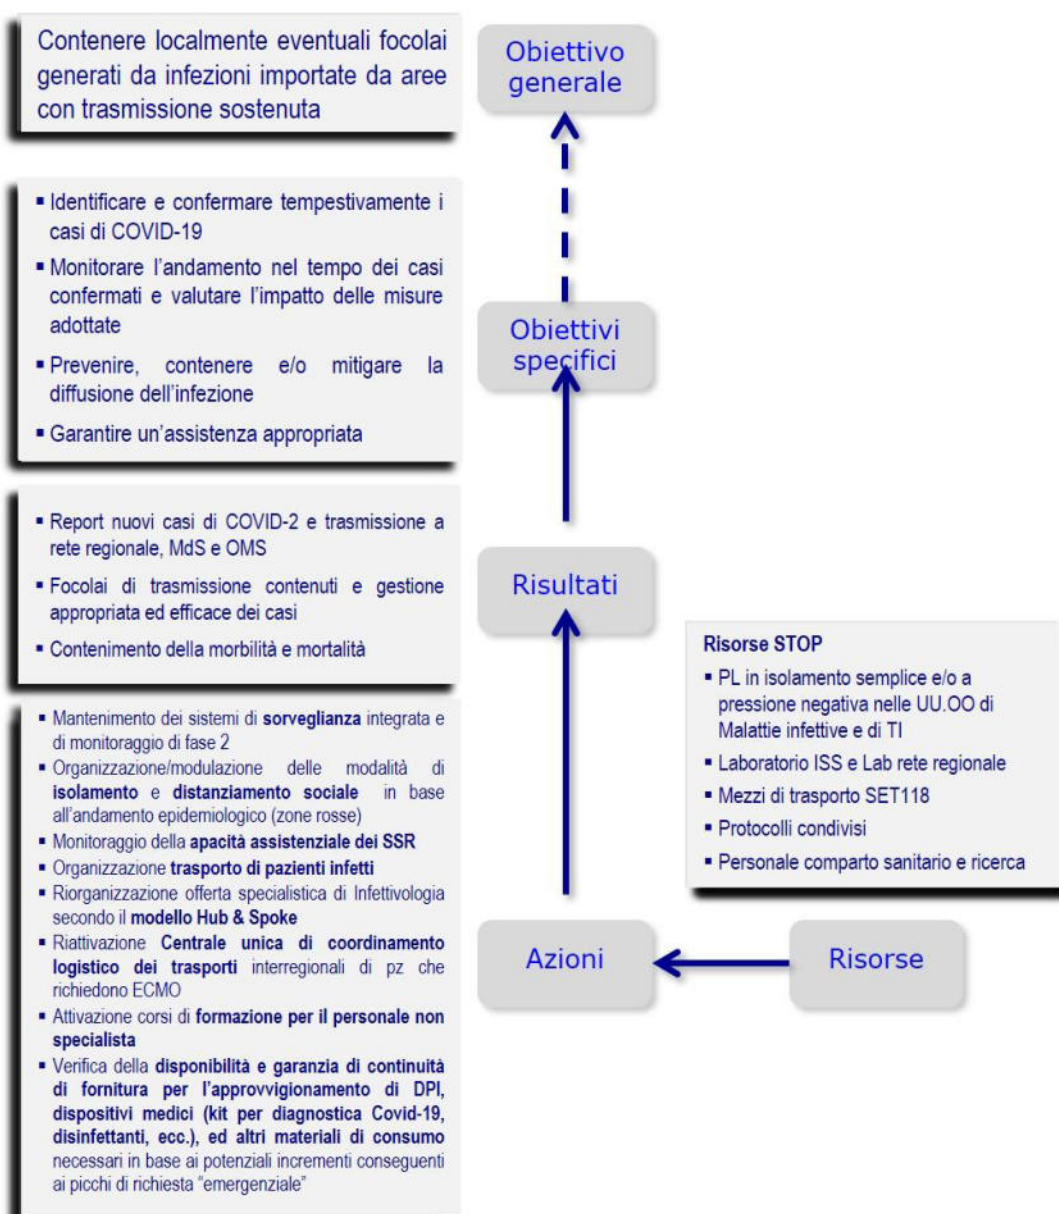 Contenere localmente eventuali focolai
generati da infezioni importate da aree
con trasmissione sostenuta
Obiettivo
generale
▪ Identificare e confermare tempestivamente i
casi di COVID-19
▪ Monitorare l'andamento nel tempo dei casi
confermati e valutare l'impatto delle misure
adottate
▪ Prevenire, contenere e/o mitigare la
diffusione dell'infezione
▪ Garantire un'assistenza appropriata
Obiettivi
specifici
▪ Report nuovi casi di COVID-2 e trasmissione a
rete regionale, MdS e OMS
▪ Focolai di trasmissione contenuti e gestione
appropriata ed efficace dei casi
▪ Contenimento della morbilità e mortalità
Risultati
▪ Mantenimento dei sistemi di sorveglianza integrata e
di monitoraggio di fase 2
▪ Organizzazione/modulazione delle modalità di
isolamento e distanziamento sociale in base
all'andamento epidemiologico (zone rosse)
▪ Monitoraggio della apacità assistenziale dei SSR
▪ Organizzazione trasporto di pazienti infetti
▪ Riorganizzazione offerta specialistica di Infettivologia
secondo il modello Hub & Spoke
▪ Riattivazione Centrale unica di coordinamento
logistico dei trasporti interregionali di pz che
richiedono ECMO
▪ Attivazione corsi di formazione per il personale non
specialista
▪ Verifica della disponibilità e garanzia di continuità
di fornitura per l'approvvigionamento di DPI,
dispositivi medici (kit per diagnostica Covid-19,
disinfettanti, ecc.), ed altri materiali di consumo
necessari in base ai potenziali incrementi conseguenti
ai picchi di richiesta "emergenziale"
Azioni
Risorse STOP
▪ PL in isolamento semplice e/o a
pressione negativa nelle UU.OO di
Malattie infettive e di TI
▪ Laboratorio ISS e Lab rete regionale
▪ Mezzi di trasporto SET118
▪ Protocolli condivisi
▪ Personale comparto sanitario e ricerca
Risorse